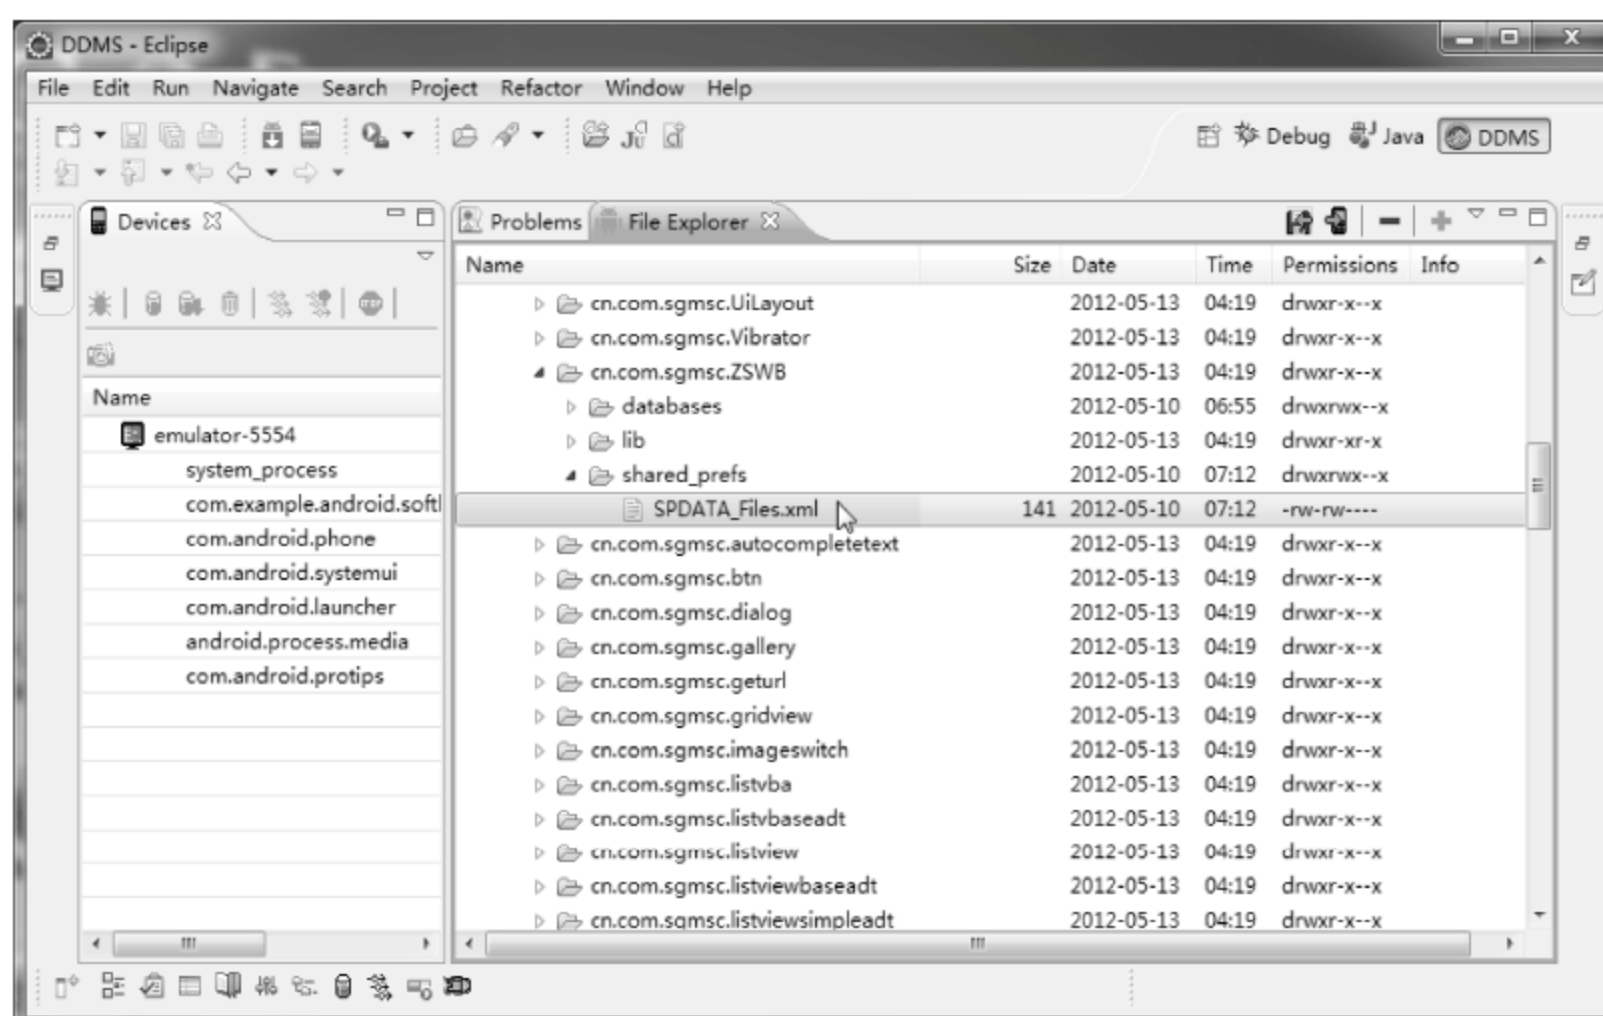 DDMS - Eclipse
File Edit Run Navigate Search Project Refactor Window Help
Debug Java DDMS
Devices
Problems File Explorer
Name
emulator-5554
system_process
com.example.android.softl
com.android.phone
com.android.systemui
com.android.launcher
android.process.media
com.android.protips
Name Size Date Time Permissions Info
cn.com.sgmsc.UiLayout 2012-05-13 04:19 drwxr-x--x
cn.com.sgmsc.Vibrator 2012-05-13 04:19 drwxr-x--x
cn.com.sgmsc.ZSWB 2012-05-13 04:19 drwxr-x--x
databases 2012-05-10 06:55 drwxrwx--x
lib 2012-05-13 04:19 drwxr-xr-x
shared_prefs 2012-05-10 07:12 drwxrwx--x
SPDATA_Files.xml 141 2012-05-10 07:12 -rw-rw----
cn.com.sgmsc.autocompletetext 2012-05-13 04:19 drwxr-x--x
cn.com.sgmsc.btn 2012-05-13 04:19 drwxr-x--x
cn.com.sgmsc.dialog 2012-05-13 04:19 drwxr-x--x
cn.com.sgmsc.gallery 2012-05-13 04:19 drwxr-x--x
cn.com.sgmsc.geturl 2012-05-13 04:19 drwxr-x--x
cn.com.sgmsc.gridview 2012-05-13 04:19 drwxr-x--x
cn.com.sgmsc.imageswitch 2012-05-13 04:19 drwxr-x--x
cn.com.sgmsc.listvba 2012-05-13 04:19 drwxr-x--x
cn.com.sgmsc.listvbaseadt 2012-05-13 04:19 drwxr-x--x
cn.com.sgmsc.listview 2012-05-13 04:19 drwxr-x--x
cn.com.sgmsc.listviewbaseadt 2012-05-13 04:19 drwxr-x--x
cn.com.sgmsc.listviewsimpleadt 2012-05-13 04:19 drwxr-x--x